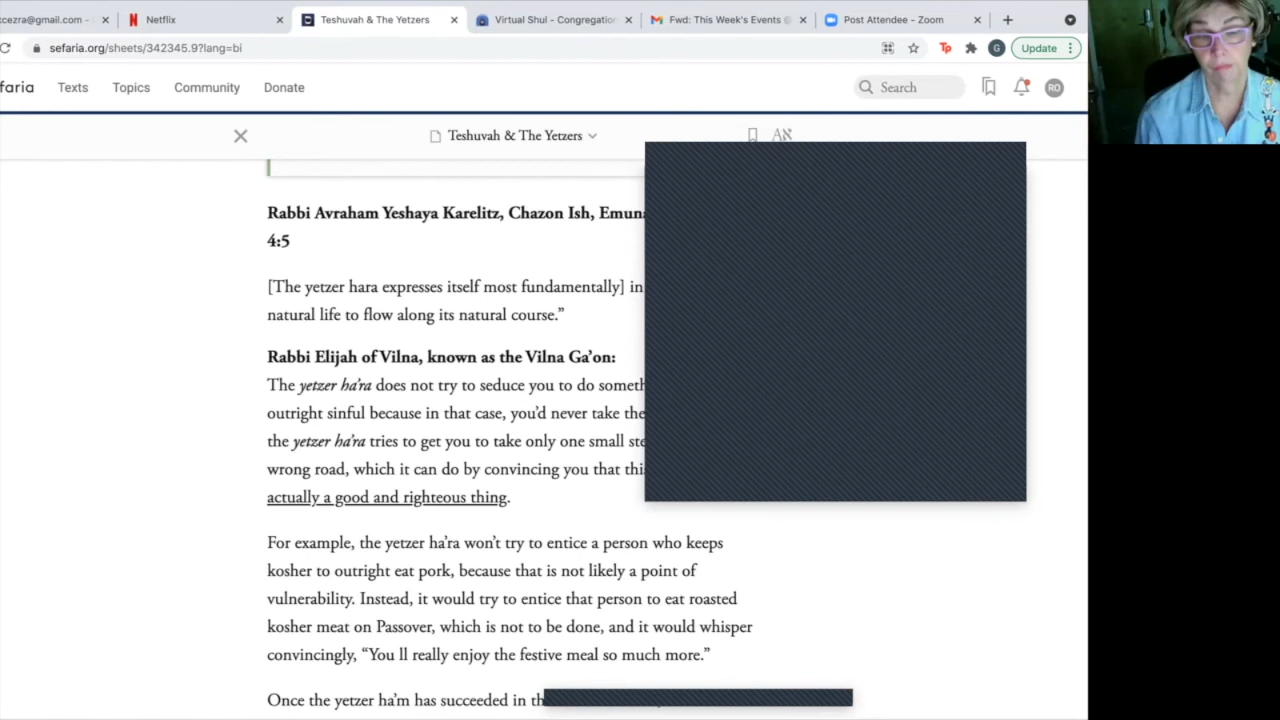 xcezra@gmail.com -
Netflix
Teshuvah & The Yetzers
Virtual Shul - Congregation
Fwd: This Week's Events @
Post Attendee - Zoom
sefaria.org/sheets/342345.9?lang=bi
Tp
G
Update
faria
Texts
Topics
Community
Donate
Search
RO
Teshuvah & The Yetzers
Aא
Rabbi Avraham Yeshaya Karelitz, Chazon Ish,
4:5
[The yetzer hara expresses itself most fundamentally] in
natural life to flow along its natural course.”
Rabbi Elijah of Vilna, known as the Vilna Ga’on:
The yetzer ha’ra does not try to seduce you to do
outright sinful because in that case, you’d never take the
the yetzer ha’ra tries to get you to take only one small
wrong road, which it can do by convincing you that
actually a good and righteous thing.
For example, the yetzer ha’ra won’t try to entice a person who keeps
kosher to outright eat pork, because that is not likely a point of
vulnerability. Instead, it would try to entice that person to eat roasted
kosher meat on Passover, which is not to be done, and it would whisper
convincingly, “You ll really enjoy the festive meal so much more.”
Once the yetzer ha’m has succeeded in